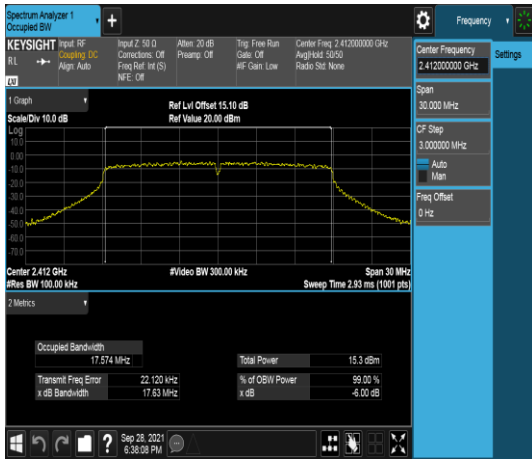 Spectrum Analyzer 1
Occupied BW
+
Frequency
KEYSIGHT
Input: RF
Input Z: 50 Ω
Atten: 20 dB
Trig: Free Run
Center Freq: 2.412000000 GHz
RL
Coupling: DC
Corrections: Off
Preamp: Off
Gate: Off
Avg|Hold: 50/50
Align: Auto
Freq Ref: Int (S)
#IF Gain: Low
Radio Std: None
NFE: Off
LXI
Center Frequency
2.412000000 GHz
Settings
Span
30.000 MHz
CF Step
3.000000 MHz
Auto
Man
Freq Offset
0 Hz
1 Graph
Ref Lvl Offset 15.10 dB
Scale/Div 10.0 dB
Ref Value 20.00 dBm
Log
10.0
0.00
-10.0
-20.0
-30.0
-40.0
-50.0
-60.0
-70.0
Center 2.412 GHz
#Video BW 300.00 kHz
Span 30 MHz
#Res BW 100.00 kHz
Sweep Time 2.93 ms (1001 pts)
2 Metrics
Occupied Bandwidth
17.574 MHz
Total Power
15.3 dBm
Transmit Freq Error
22.120 kHz
% of OBW Power
99.00 %
x dB Bandwidth
17.63 MHz
x dB
-6.00 dB
?
Sep 28, 2021
6:38:08 PM